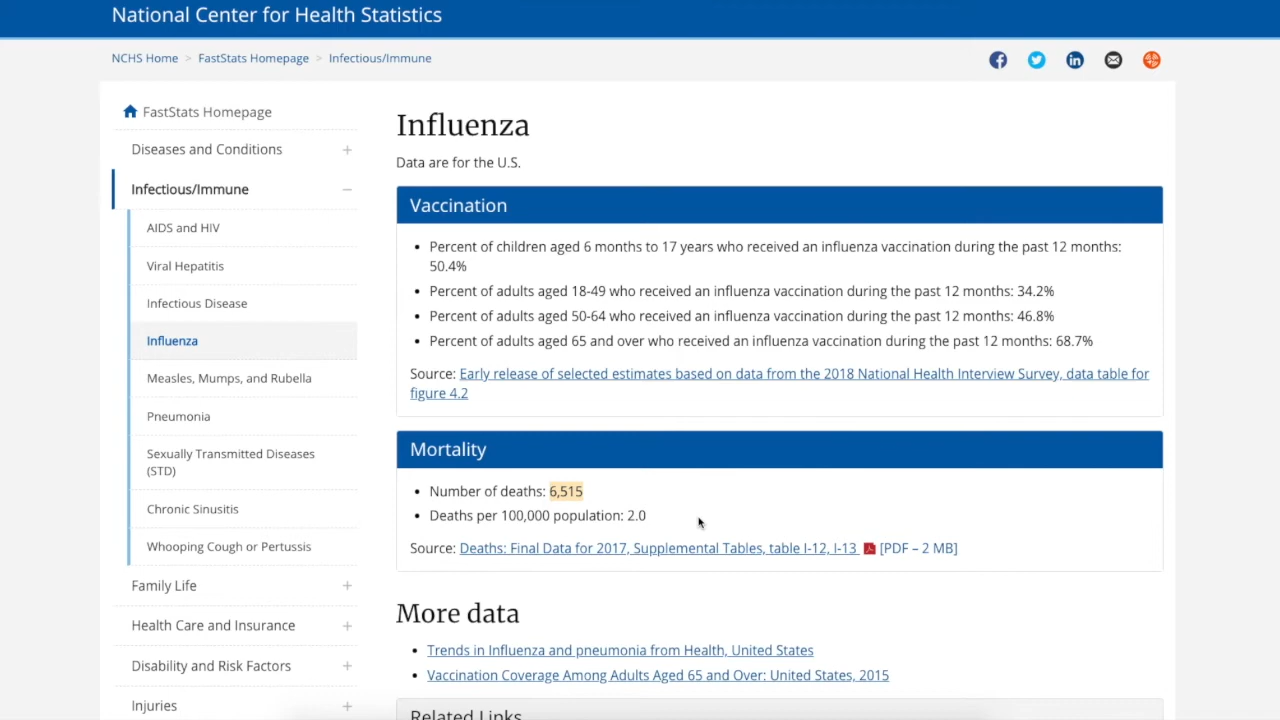 National Center for Health Statistics
NCHS Home > FastStats Homepage > Infectious/Immune
FastStats Homepage
Diseases and Conditions +
Infectious/Immune −
AIDS and HIV
Viral Hepatitis
Infectious Disease
Influenza
Measles, Mumps, and Rubella
Pneumonia
Sexually Transmitted Diseases
(STD)
Chronic Sinusitis
Whooping Cough or Pertussis
Family Life +
Health Care and Insurance +
Disability and Risk Factors +
Injuries +
Influenza
Data are for the U.S.
Vaccination
• Percent of children aged 6 months to 17 years who received an influenza vaccination during the past 12 months:
50.4%
• Percent of adults aged 18-49 who received an influenza vaccination during the past 12 months: 34.2%
• Percent of adults aged 50-64 who received an influenza vaccination during the past 12 months: 46.8%
• Percent of adults aged 65 and over who received an influenza vaccination during the past 12 months: 68.7%
Source: Early release of selected estimates based on data from the 2018 National Health Interview Survey, data table for
figure 4.2
Mortality
• Number of deaths: 6,515
• Deaths per 100,000 population: 2.0
Source: Deaths: Final Data for 2017, Supplemental Tables, table I-12, I-13 [PDF – 2 MB]
More data
• Trends in Influenza and pneumonia from Health, United States
• Vaccination Coverage Among Adults Aged 65 and Over: United States, 2015
Related Links